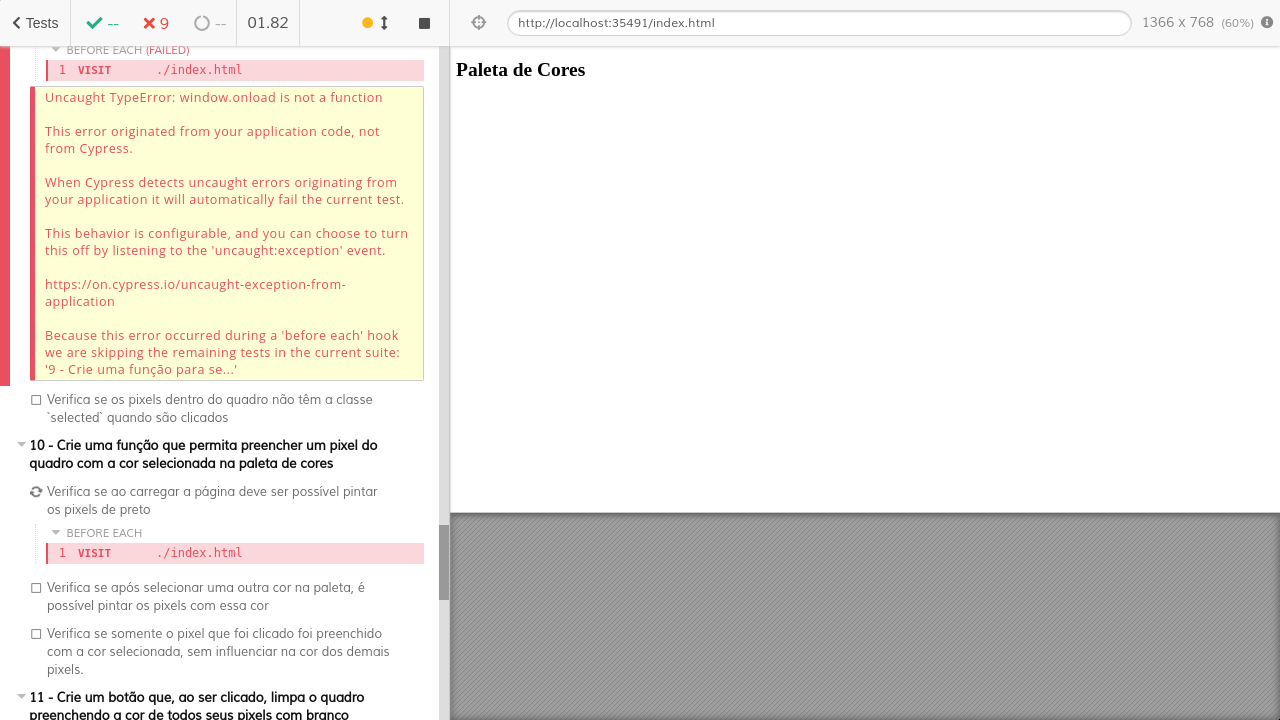 Tests
--
9
--
01.82
http://localhost:35491/index.html
1366 x 768 (60%)
BEFORE EACH (FAILED)
1 VISIT ./index.html
Uncaught TypeError: window.onload is not a function
This error originated from your application code, not
from Cypress.
When Cypress detects uncaught errors originating from
your application it will automatically fail the current test.
This behavior is configurable, and you can choose to turn
this off by listening to the 'uncaught:exception' event.
https://on.cypress.io/uncaught-exception-from-
application
Because this error occurred during a 'before each' hook
we are skipping the remaining tests in the current suite:
'9 - Crie uma função para se...'
Verifica se os pixels dentro do quadro não têm a classe
`selected` quando são clicados
10 - Crie uma função que permita preencher um pixel do
quadro com a cor selecionada na paleta de cores
Verifica se ao carregar a página deve ser possível pintar
os pixels de preto
BEFORE EACH
1 VISIT ./index.html
Verifica se após selecionar uma outra cor na paleta, é
possível pintar os pixels com essa cor
Verifica se somente o pixel que foi clicado foi preenchido
com a cor selecionada, sem influenciar na cor dos demais
pixels.
11 - Crie um botão que, ao ser clicado, limpa o quadro
preenchendo a cor de todos seus pixels com branco
Paleta de Cores